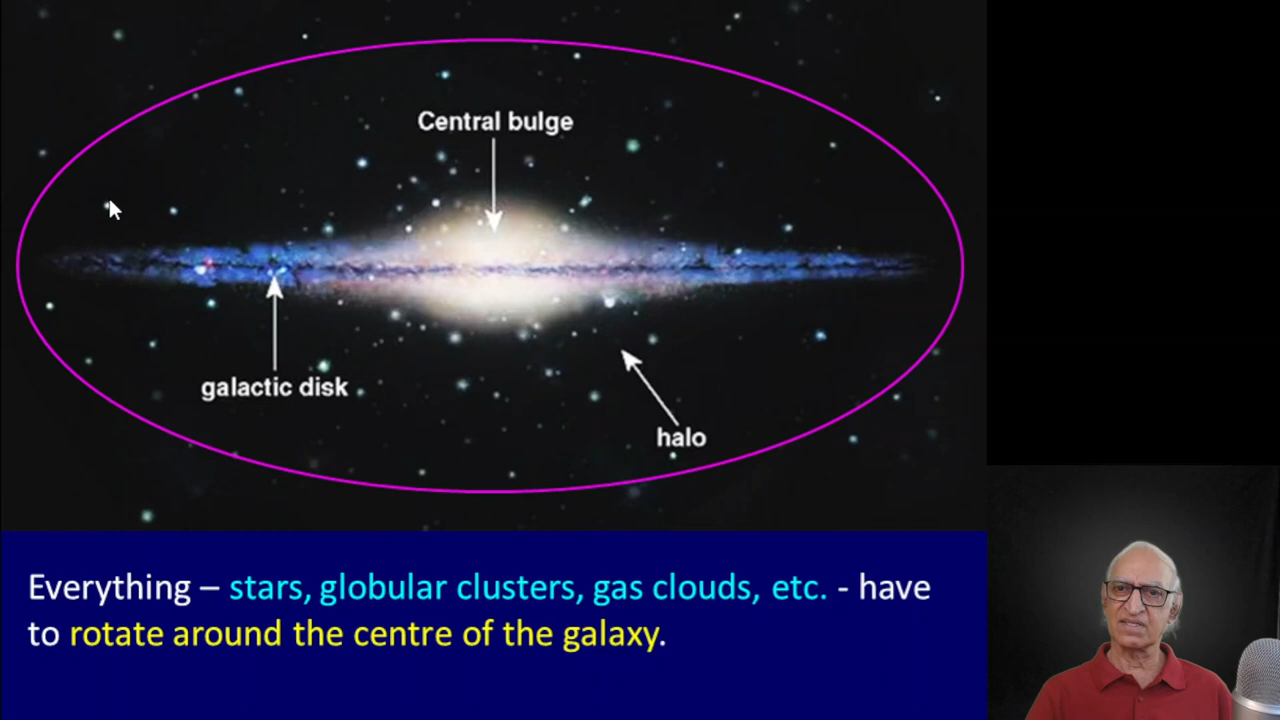 Central bulge
galactic disk
halo
Everything – stars, globular clusters, gas clouds, etc. - have
to rotate around the centre of the galaxy.